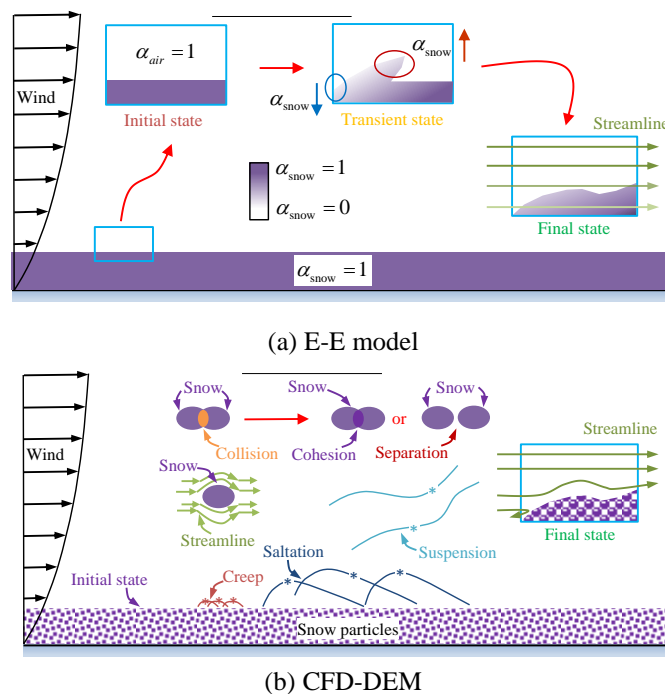 α_air = 1
α_snow
α_snow
Wind
Initial state
Transient state
Streamline
α_snow = 1
α_snow = 0
Final state
α_snow = 1
(a) E-E model
Snow
Snow
Snow
or
Wind
Collision
Cohesion
Separation
Streamline
Snow
Streamline
Suspension
Final state
Saltation
Initial state
Creep
Snow particles
(b) CFD-DEM